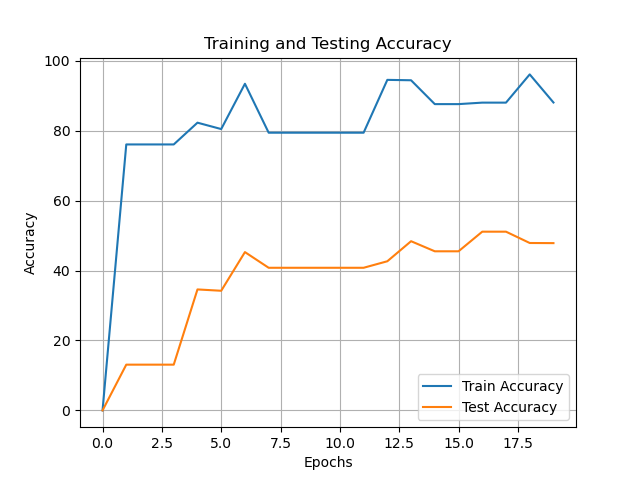 Training and Testing Accuracy
100
80
60
40
20
0
Accuracy
0.0 2.5 5.0 7.5 10.0 12.5 15.0 17.5
Epochs
Train Accuracy
Test Accuracy